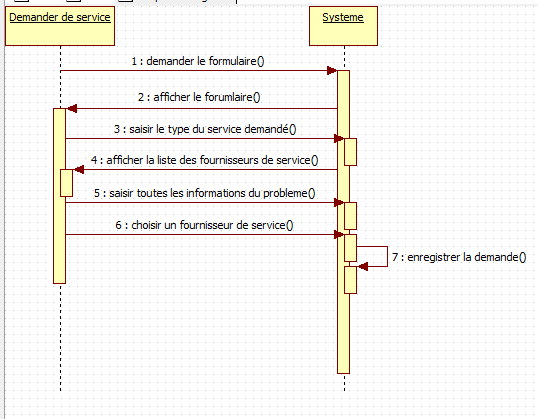 Demander de service
Systeme
1 : demander le formulaire()
2 : afficher le forumlaire()
3 : saisir le type du service demandé()
4 : afficher la liste des fournisseurs de service()
5 : saisir toutes les informations du probleme()
6 : choisir un fournisseur de service()
7 : enregistrer la demande()